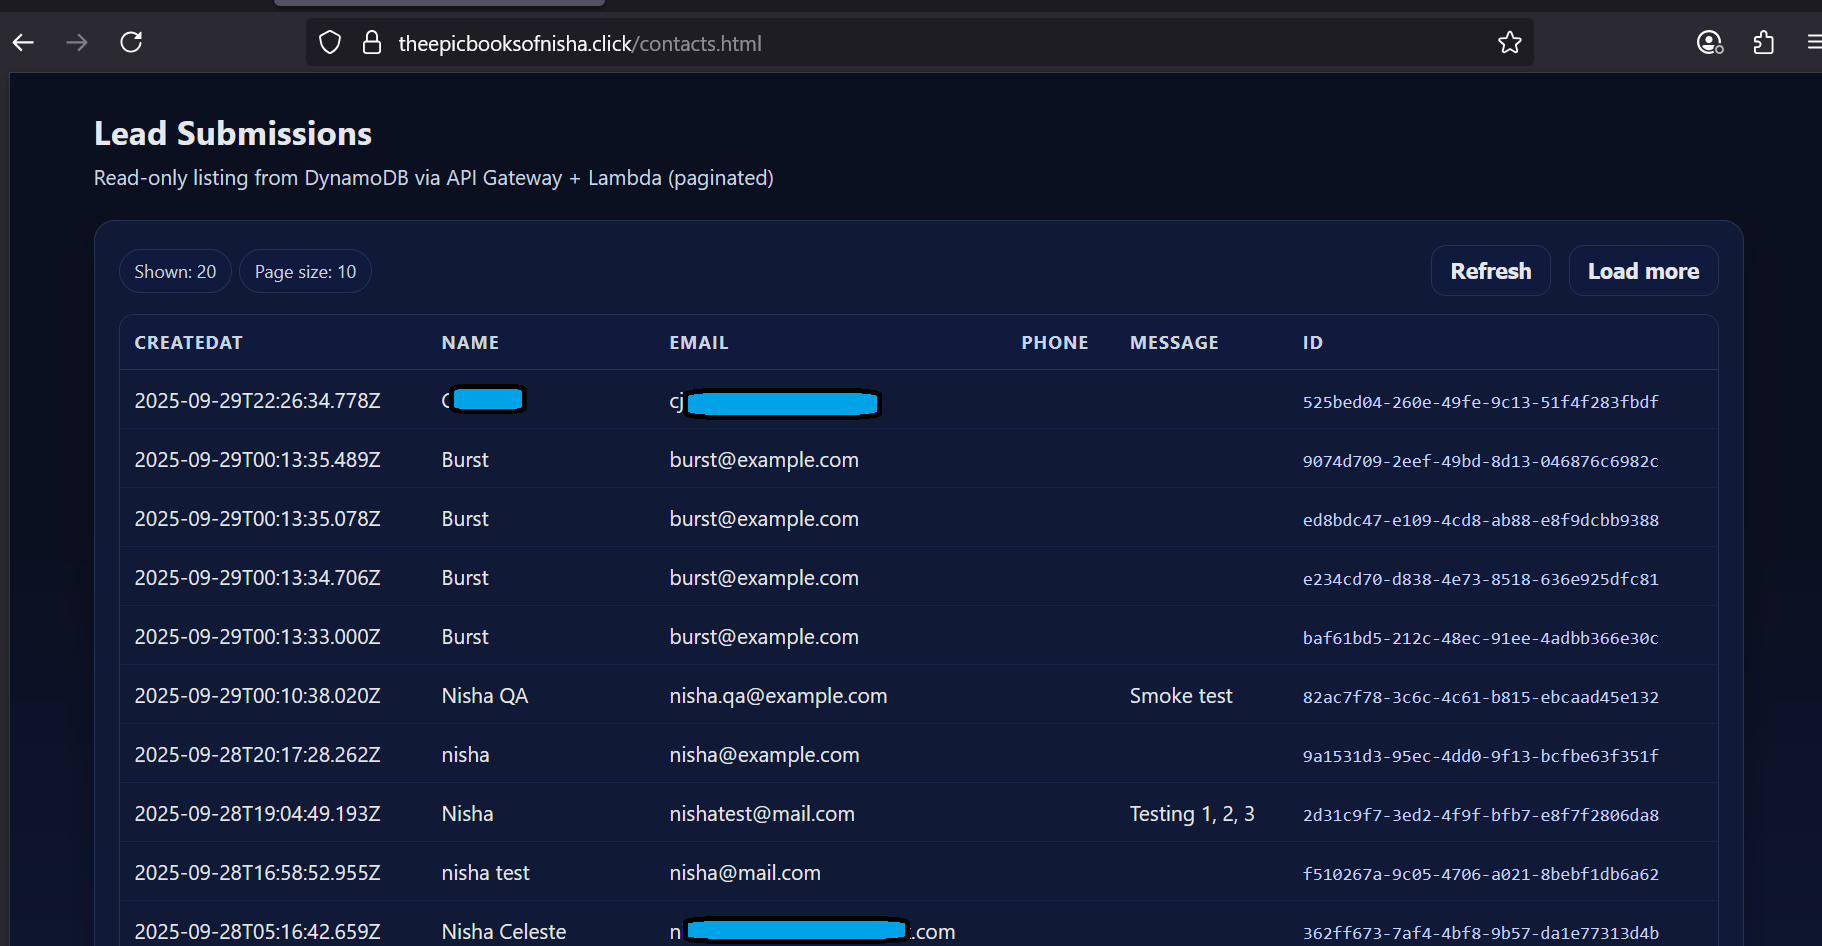 theepicbooksofnisha.click/contacts.html
Lead Submissions
Read-only listing from DynamoDB via API Gateway + Lambda (paginated)
Shown: 20 Page size: 10 Refresh Load more
CREATEDAT NAME EMAIL PHONE MESSAGE ID
2025-09-29T22:26:34.778Z cj 525bed04-260e-49fe-9c13-51f4f283fbdf
2025-09-29T00:13:35.489Z Burst burst@example.com 9074d709-2eef-49bd-8d13-046876c6982c
2025-09-29T00:13:35.078Z Burst burst@example.com ed8bdc47-e109-4cd8-ab88-e8f9dcbb9388
2025-09-29T00:13:34.706Z Burst burst@example.com e234cd70-d838-4e73-8518-636e925dfc81
2025-09-29T00:13:33.000Z Burst burst@example.com baf61bd5-212c-48ec-91ee-4adbb366e30c
2025-09-29T00:10:38.020Z Nisha QA nisha.qa@example.com Smoke test 82ac7f78-3c6c-4c61-b815-ebcaad45e132
2025-09-28T20:17:28.262Z nisha nisha@example.com 9a1531d3-95ec-4dd0-9f13-bcfbe63f351f
2025-09-28T19:04:49.193Z Nisha nishatest@mail.com Testing 1, 2, 3 2d31c9f7-3ed2-4f9f-bfb7-e8f7f2806da8
2025-09-28T16:58:52.955Z nisha test nisha@mail.com f510267a-9c05-4706-a021-8bebf1db6a62
2025-09-28T05:16:42.659Z Nisha Celeste n .com 362ff673-7af4-4bf8-9b57-da1e77313d4b